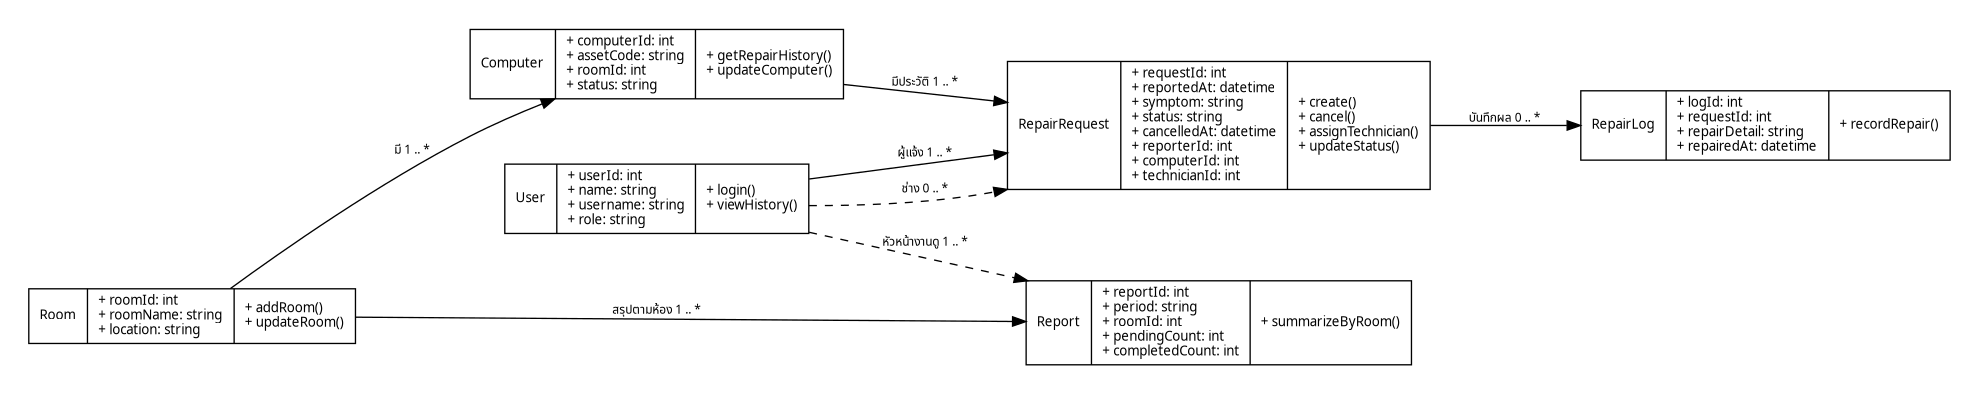 Computer
+ computerId: int
+ assetCode: string
+ roomId: int
+ status: string
+ getRepairHistory()
+ updateComputer()
มีประวัติ 1 .. *
RepairRequest
+ requestId: int
+ reportedAt: datetime
+ symptom: string
+ status: string
+ cancelledAt: datetime
+ reporterId: int
+ computerId: int
+ technicianId: int
+ create()
+ cancel()
+ assignTechnician()
+ updateStatus()
บันทึกผล 0 .. *
RepairLog
+ logId: int
+ requestId: int
+ repairDetail: string
+ repairedAt: datetime
+ recordRepair()
มี 1 .. *
User
+ userId: int
+ name: string
+ username: string
+ role: string
+ login()
+ viewHistory()
ผู้แจ้ง 1 .. *
ช่าง 0 .. *
หัวหน้างานดู 1 .. *
Room
+ roomId: int
+ roomName: string
+ location: string
+ addRoom()
+ updateRoom()
สรุปตามห้อง 1 .. *
Report
+ reportId: int
+ period: string
+ roomId: int
+ pendingCount: int
+ completedCount: int
+ summarizeByRoom()